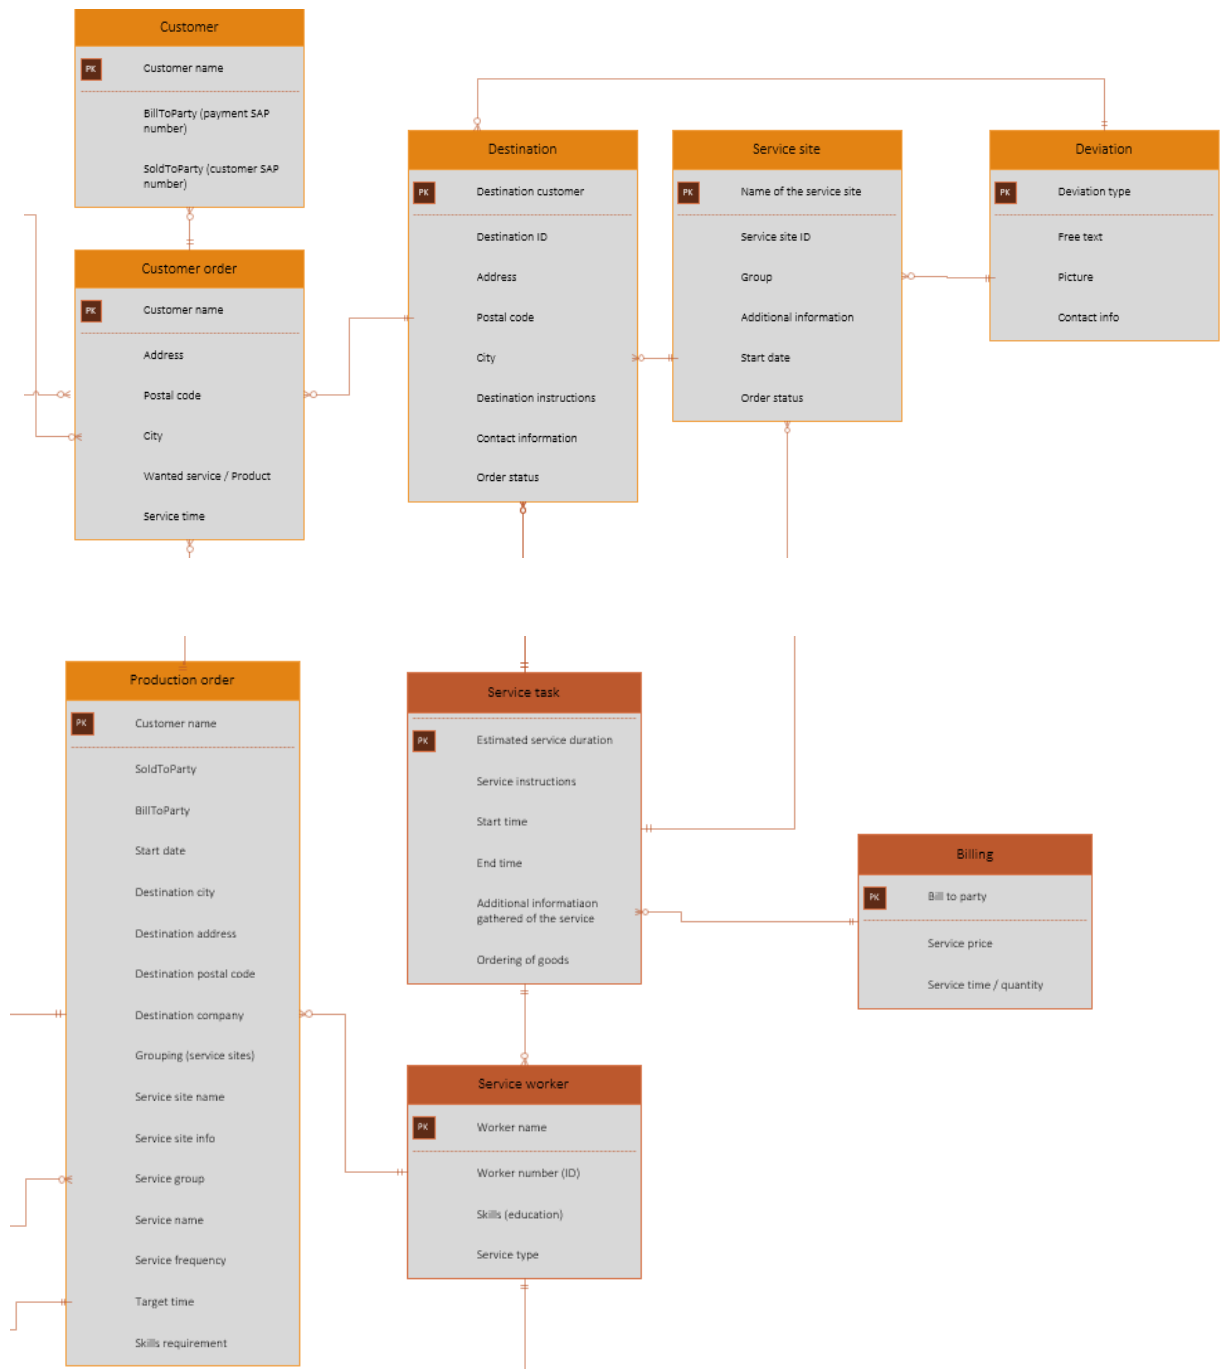 Customer
PK
Customer name
BillToParty (payment SAP
number)
SoldToParty (customer SAP
number)
Customer order
PK
Customer name
Address
Postal code
City
Wanted service / Product
Service time
Destination
PK
Destination customer
Destination ID
Address
Postal code
City
Destination instructions
Contact information
Order status
Service site
PK
Name of the service site
Service site ID
Group
Additional information
Start date
Order status
Deviation
PK
Deviation type
Free text
Picture
Contact info
Production order
PK
Customer name
SoldToParty
BillToParty
Start date
Destination city
Destination address
Destination postal code
Destination company
Grouping (service sites)
Service site name
Service site info
Service group
Service name
Service frequency
Target time
Skills requirement
Service task
PK
Estimated service duration
Service instructions
Start time
End time
Additional informatiaon
gathered of the service
Ordering of goods
Service worker
PK
Worker name
Worker number (ID)
Skills (education)
Service type
Billing
PK
Bill to party
Service price
Service time / quantity